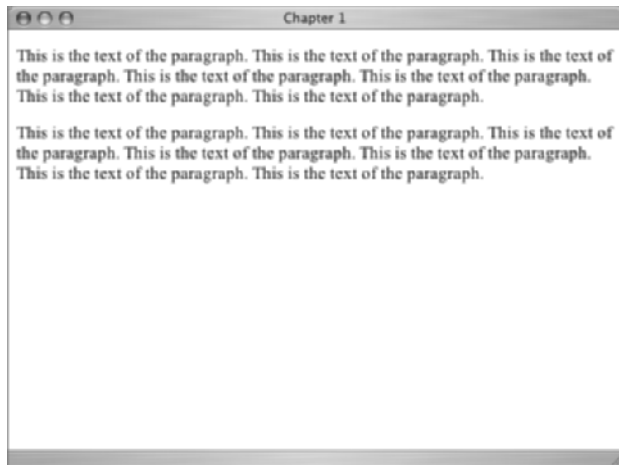 Chapter 1
This is the text of the paragraph. This is the text of the paragraph. This is the text of
the paragraph. This is the text of the paragraph. This is the text of the paragraph.
This is the text of the paragraph. This is the text of the paragraph.
This is the text of the paragraph. This is the text of the paragraph. This is the text of
the paragraph. This is the text of the paragraph. This is the text of the paragraph.
This is the text of the paragraph. This is the text of the paragraph.